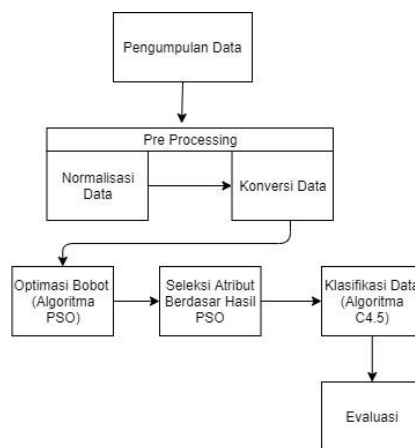 Pengumpulan Data
Pre Processing
Normalisasi
Data
Konversi Data
Optimasi Bobot
(Algoritma
PSO)
Seleksi Atribut
Berdasar Hasil
PSO
Klasifikasi Data
(Algoritma
C4.5)
Evaluasi